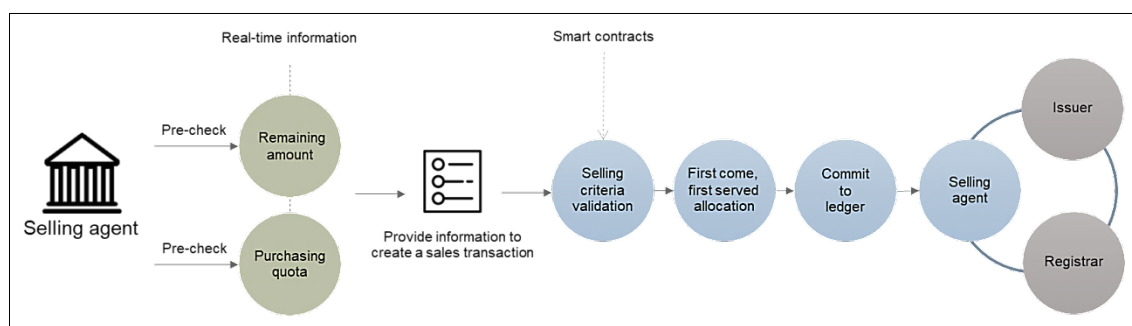 Real-time information
Smart contracts
Selling agent
Pre-check
Pre-check
Remaining
amount
Purchasing
quota
Provide information to
create a sales transaction
Selling
criteria
validation
First come,
first served
allocation
Commit
to
ledger
Selling
agent
Issuer
Registrar